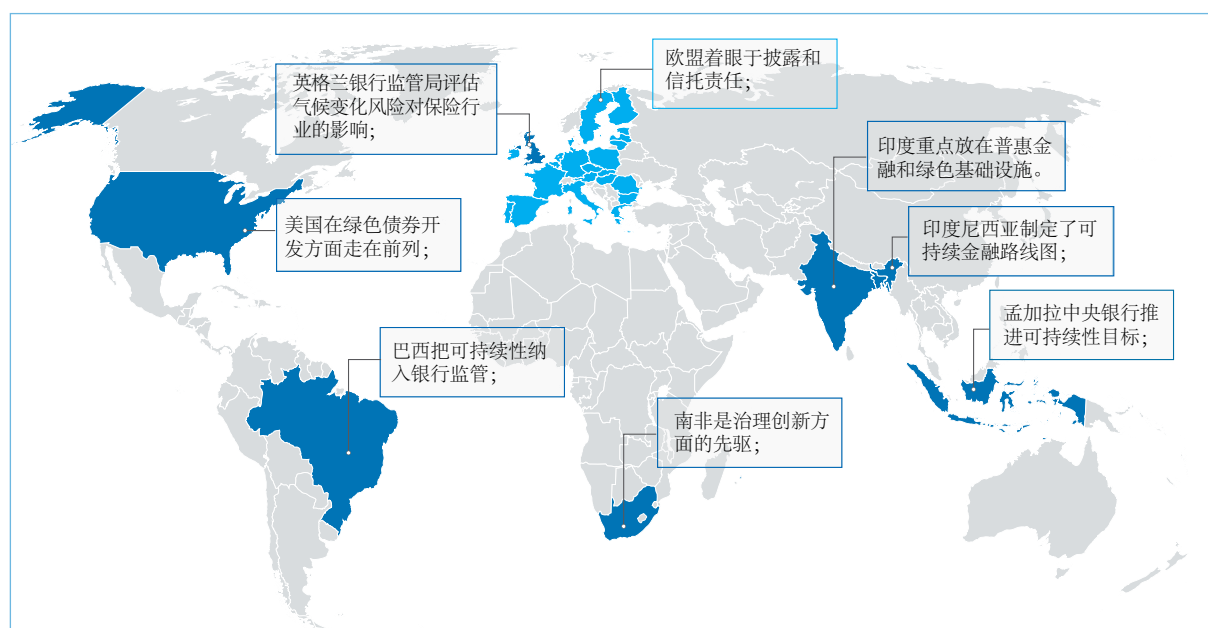 欧盟着眼于披露和
信托责任；
英格兰银行监管局评估
气候变化风险对保险行
业的影响；
印度重点放在普惠金
融和绿色基础设施。
美国在绿色债券开
发方面走在前列；
印度尼西亚制定了可
持续金融路线图；
孟加拉中央银行推
进可持续性目标；
巴西把可持续性纳
入银行监管；
南非是治理创新方
面的先驱；